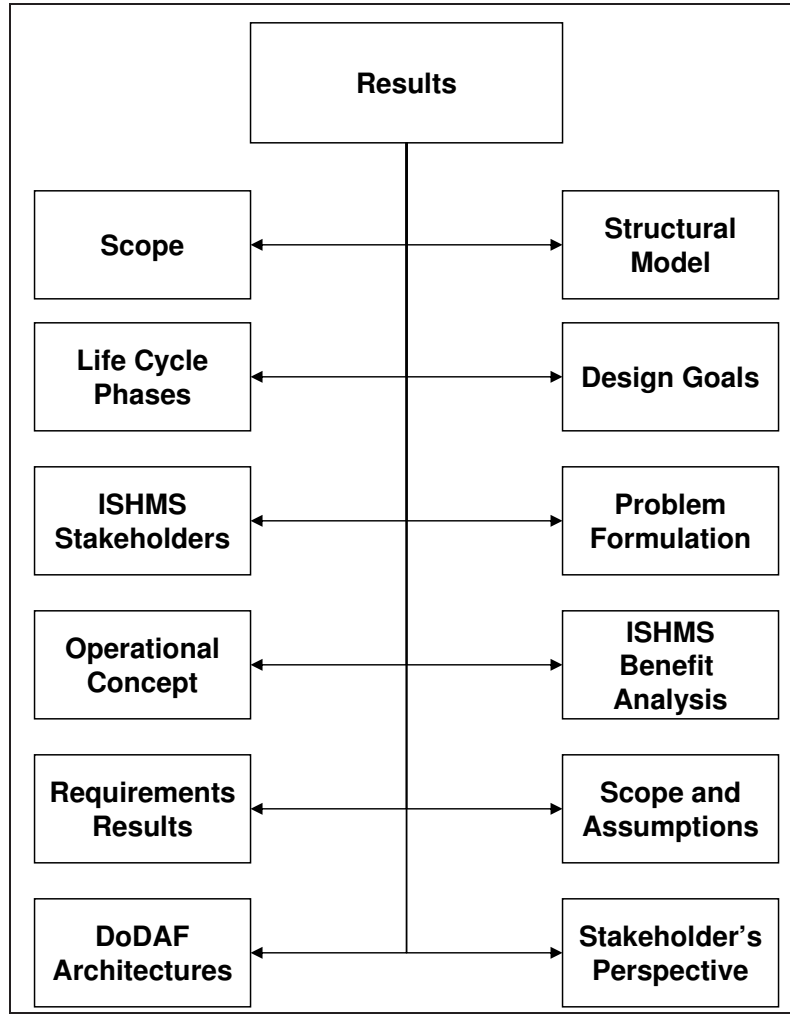 Results
Scope
Structural
Model
Life Cycle
Phases
Design Goals
ISHMS
Stakeholders
Problem
Formulation
Operational
Concept
ISHMS
Benefit
Analysis
Requirements
Results
Scope and
Assumptions
DoDAF
Architectures
Stakeholder’s
Perspective